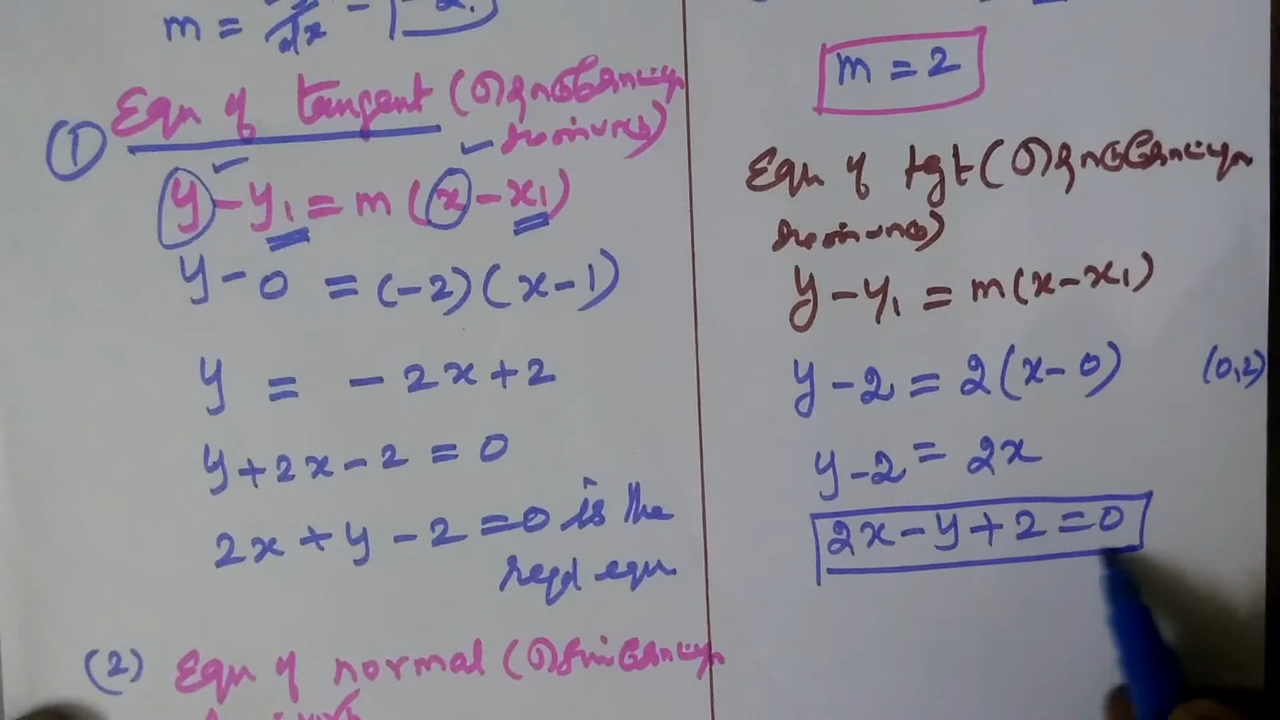 m =
(1) Eqn of tangent (தொடுகோட்டு
சமன்பாடு)
y - y₁ = m(x - x₁)
y - 0 = (-2)(x-1)
y = -2x+2
y+2x-2=0
2x+y-2=0 is the
reqd eqn
(2) Eqn of normal (செங்கோட்டு
m = 2
Eqn of tgt (தொடுகோட்டு
சமன்பாடு)
y-y₁ = m(x-x₁)
y-2 = 2(x-0) (0,2)
y-2 = 2x
2x-y+2=0